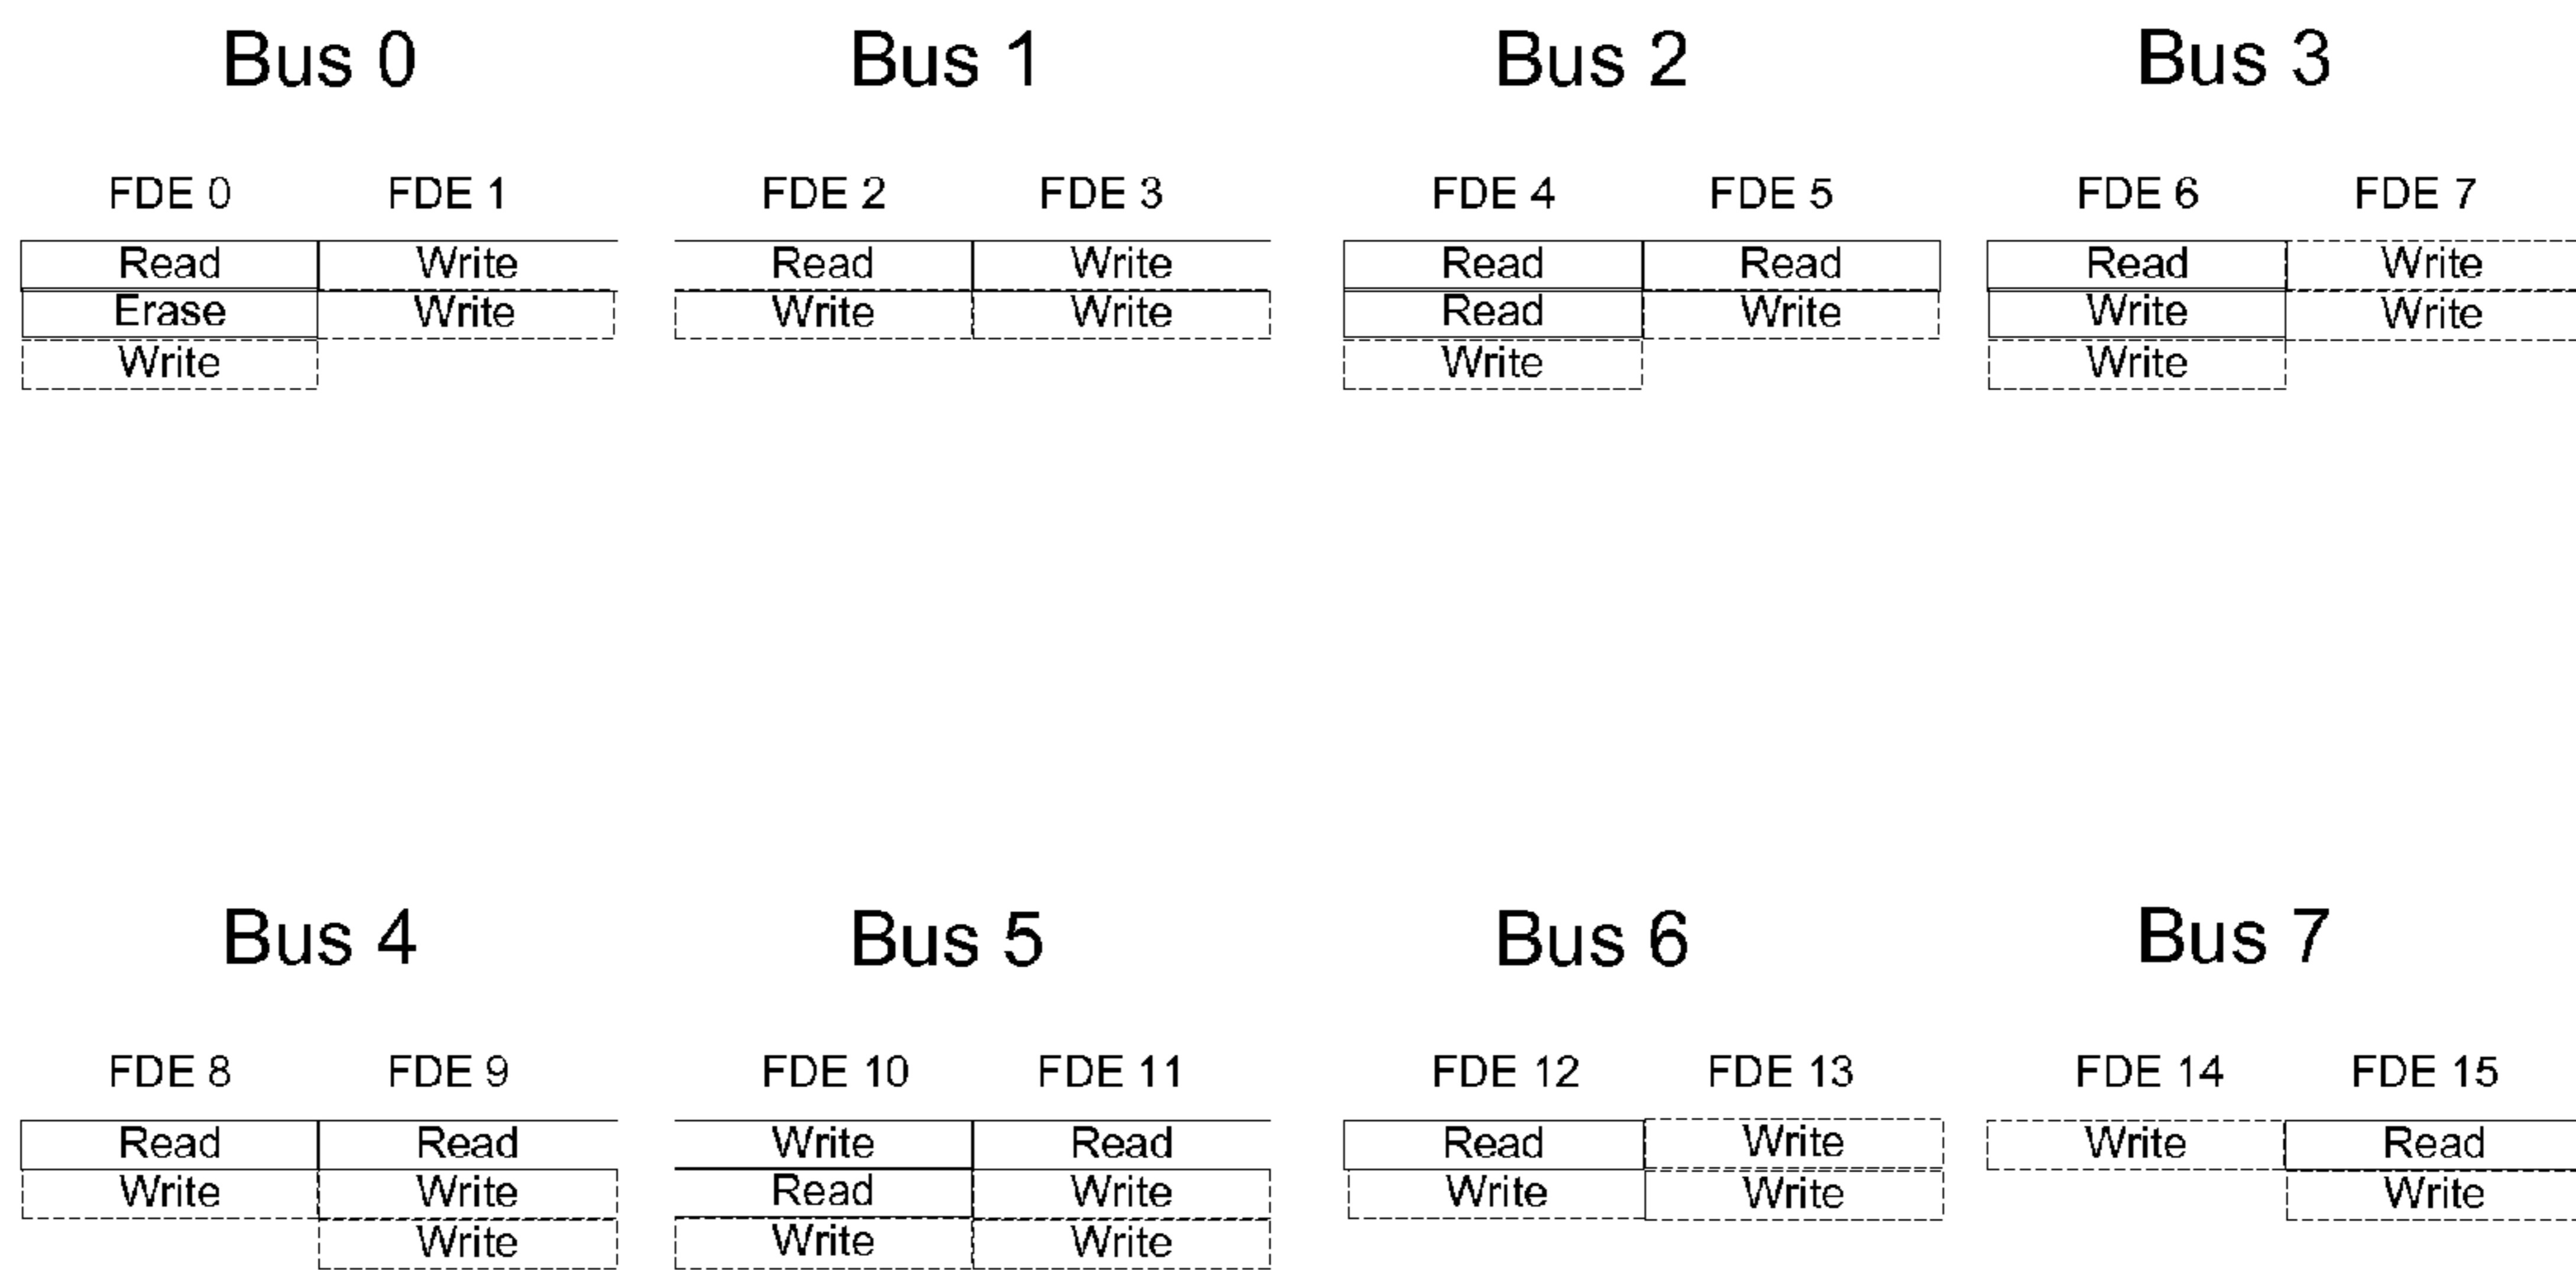 Bus 0 Bus 1 Bus 2 Bus 3
FDE 0 FDE 1 FDE 2 FDE 3 FDE 4 FDE 5 FDE 6 FDE 7
Read Write Read Write Read Read Read Write
Erase Write Write Write Read Write Write Write
Write Write Write
Bus 4 Bus 5 Bus 6 Bus 7
FDE 8 FDE 9 FDE 10 FDE 11 FDE 12 FDE 13 FDE 14 FDE 15
Read Read Write Read Read Write Write Read
Write Write Read Write Write Write Write
Write Write Write